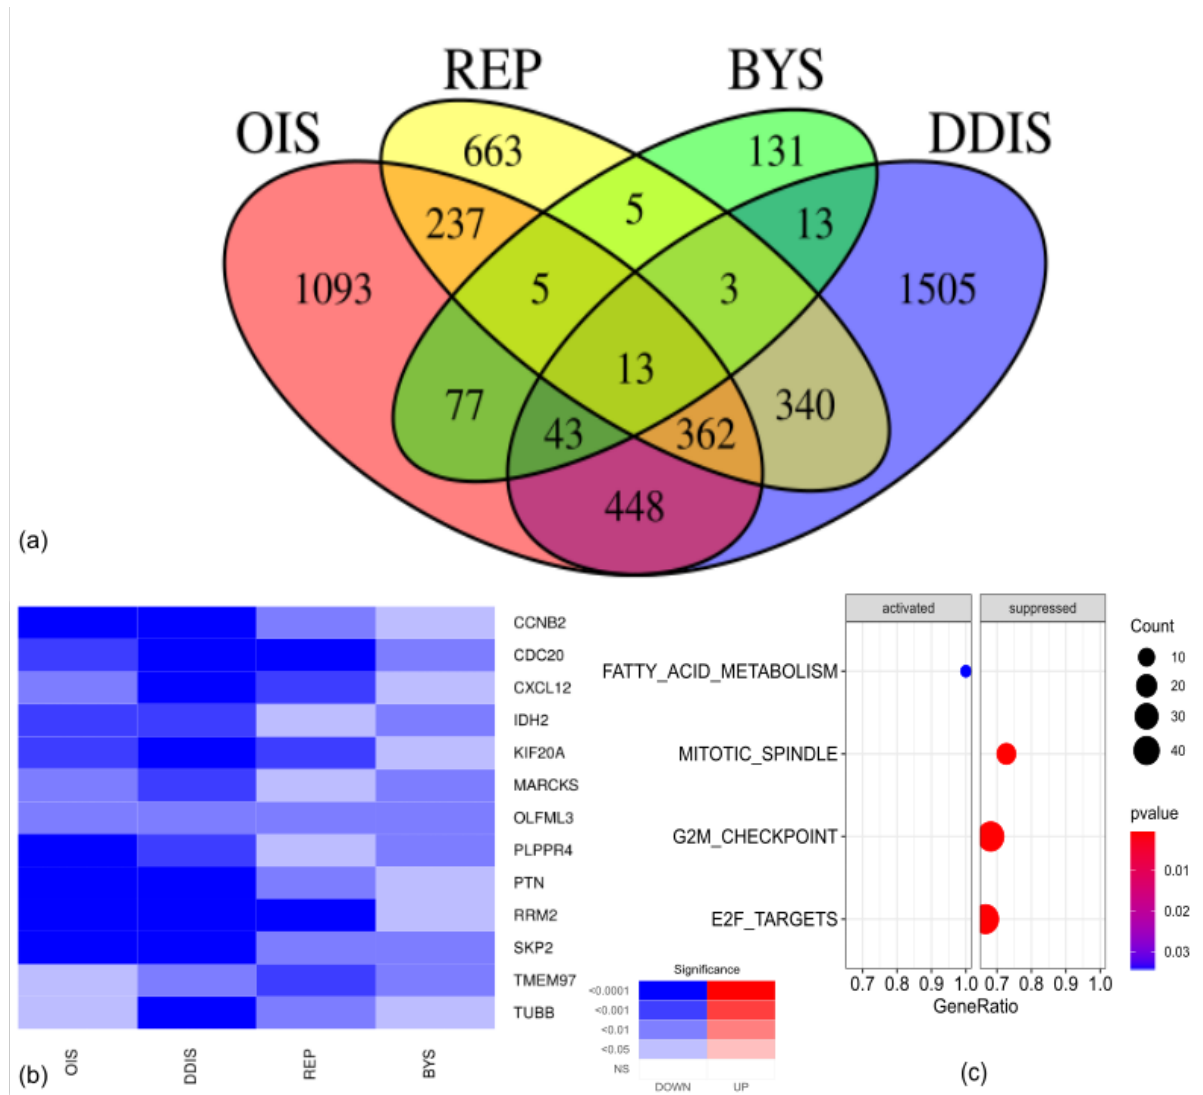 REP BYS
OIS DDIS
663 131
237 5 13
1093 5 3 1505
13
77 43 362 340
448
(a)
CCNB2
CDC20
CXCL12
IDH2
KIF20A
MARCKS
OLFML3
PLPPR4
PTN
RRM2
SKP2
TMEM97
TUBB
OIS DDIS REP BYS
(b)
Significance
<0.0001
<0.001
<0.01
<0.05
NS
DOWN UP
activated suppressed
FATTY_ACID_METABOLISM
MITOTIC_SPINDLE
G2M_CHECKPOINT
E2F_TARGETS
0.7 0.8 0.9 1.0 0.7 0.8 0.9 1.0
GeneRatio
Count
10
20
30
40
pvalue
0.01
0.02
0.03
(c)